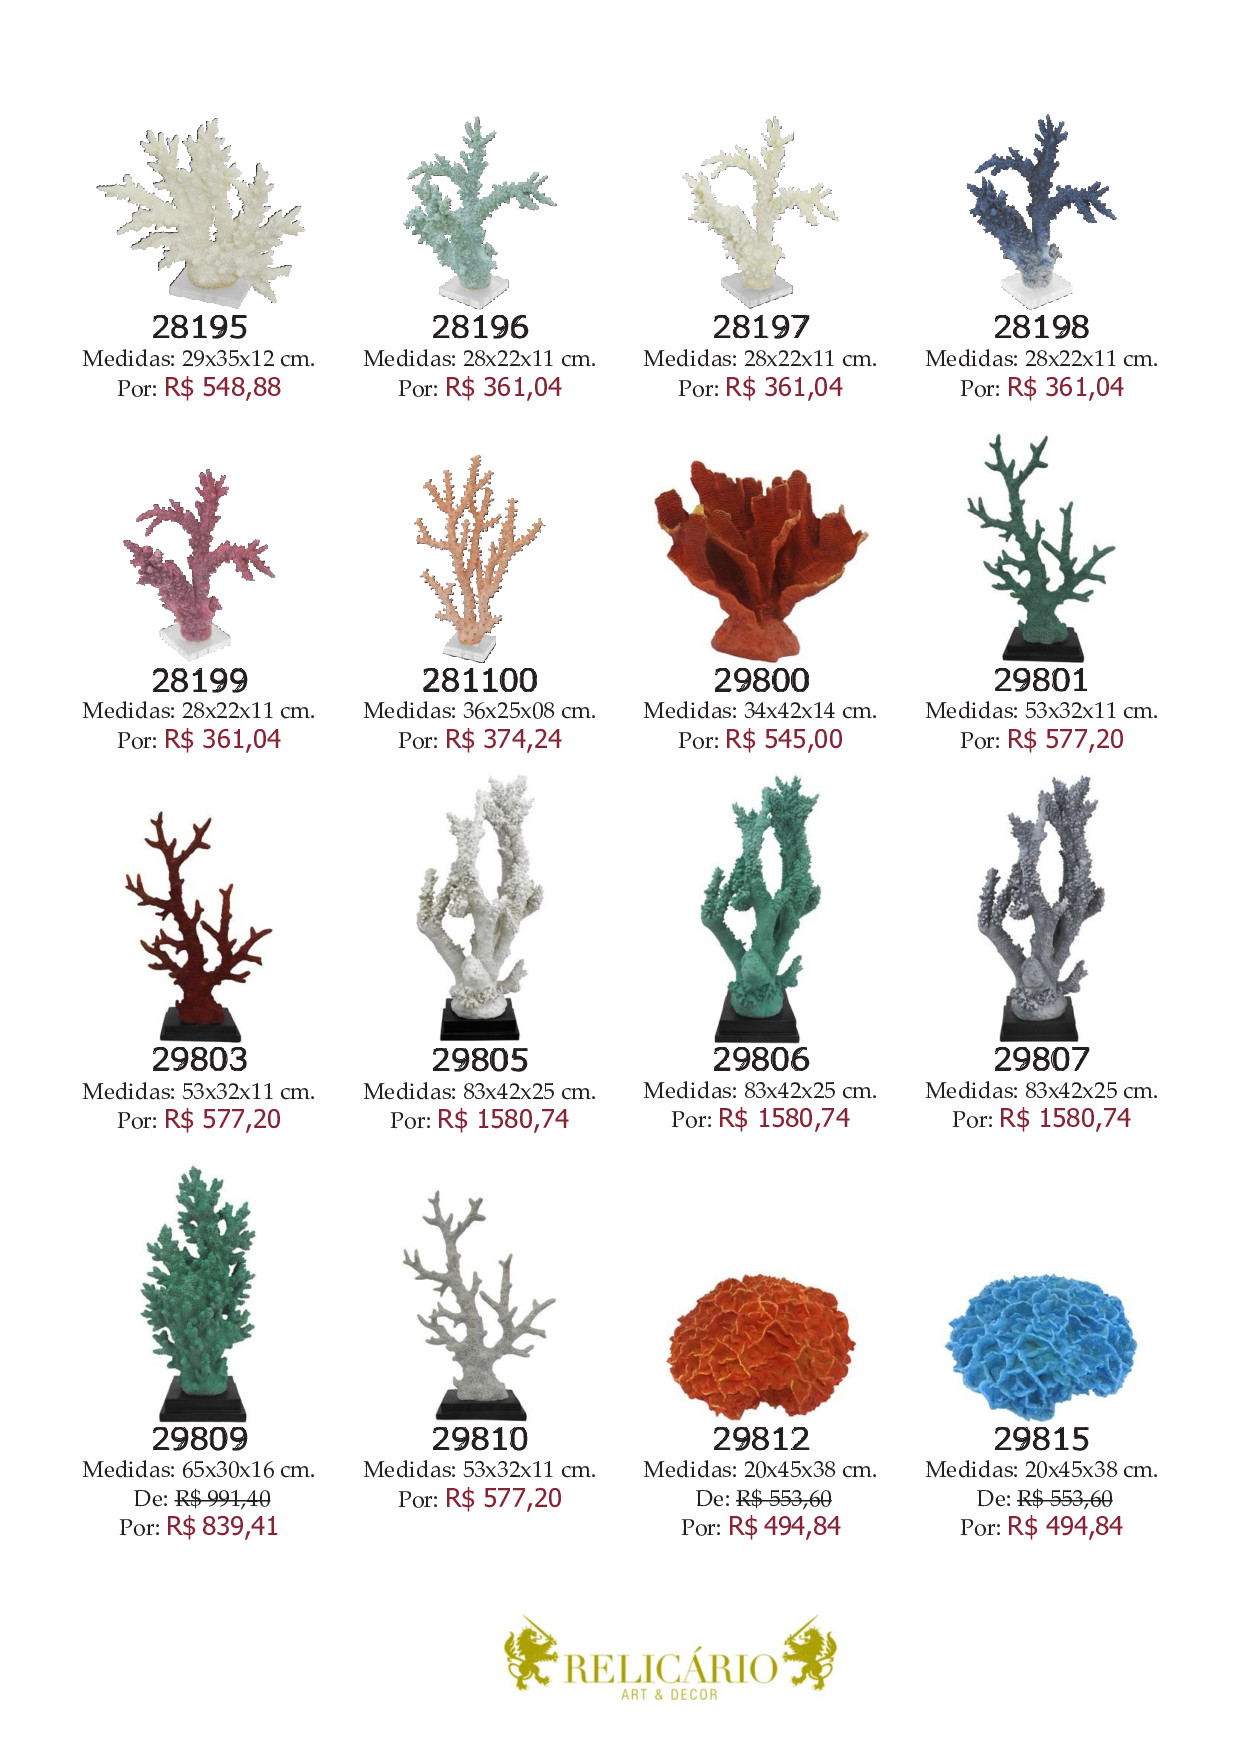 28195
Medidas: 29x35x12 cm.
Por: R$ 548,88
28196
Medidas: 28x22x11 cm.
Por: R$ 361,04
28197
Medidas: 28x22x11 cm.
Por: R$ 361,04
28198
Medidas: 28x22x11 cm.
Por: R$ 361,04
28199
Medidas: 28x22x11 cm.
Por: R$ 361,04
281100
Medidas: 36x25x08 cm.
Por: R$ 374,24
29800
Medidas: 34x42x14 cm.
Por: R$ 545,00
29801
Medidas: 53x32x11 cm.
Por: R$ 577,20
29803
Medidas: 53x32x11 cm.
Por: R$ 577,20
29805
Medidas: 83x42x25 cm.
Por: R$ 1580,74
29806
Medidas: 83x42x25 cm.
Por: R$ 1580,74
29807
Medidas: 83x42x25 cm.
Por: R$ 1580,74
29809
Medidas: 65x30x16 cm.
De: R$ 991,40
Por: R$ 839,41
29810
Medidas: 53x32x11 cm.
Por: R$ 577,20
29812
Medidas: 20x45x38 cm.
De: R$ 553,60
Por: R$ 494,84
29815
Medidas: 20x45x38 cm.
De: R$ 553,60
Por: R$ 494,84
RELICÁRIO
ART & DECOR